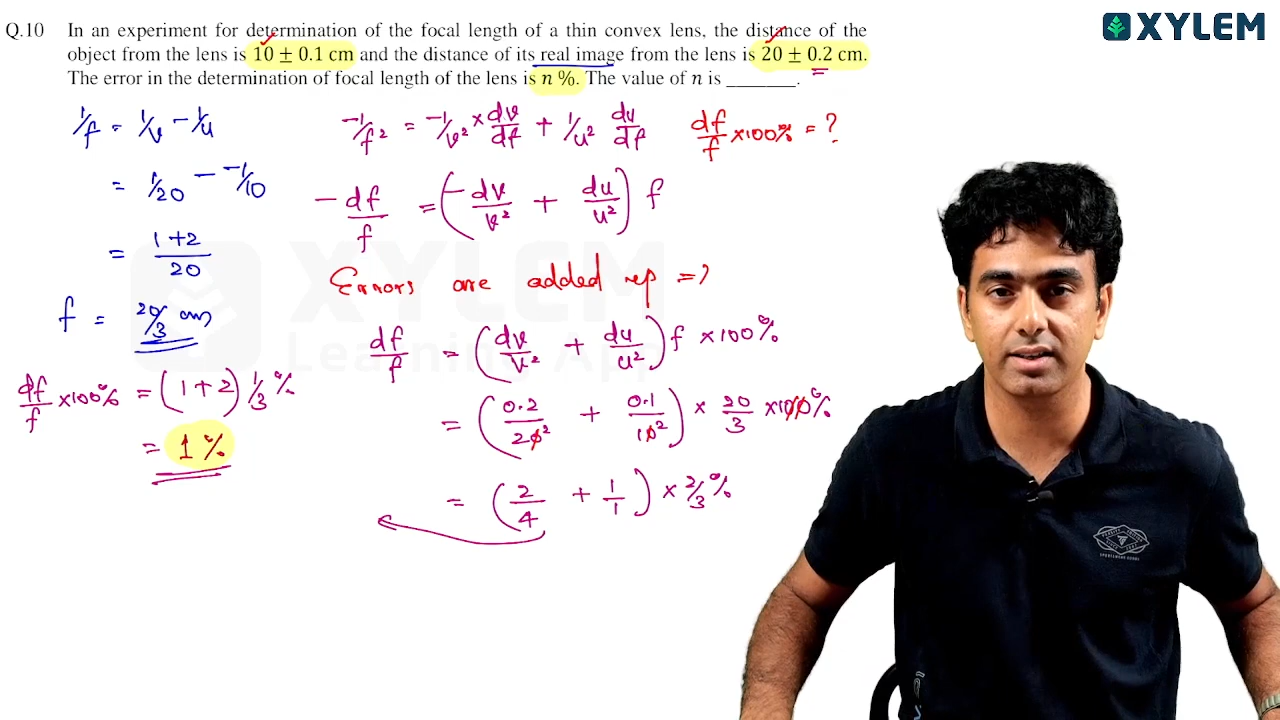 Q.10 In an experiment for determination of the focal length of a thin convex lens, the distance of the
object from the lens is 10 ± 0.1 cm and the distance of its real image from the lens is 20 ± 0.2 cm.
The error in the determination of focal length of the lens is n %. The value of n is _______.
XYLEM
1/f = 1/v - 1/u
= 1/20 - -1/10
= 1+2/20
f = 20/3 cm
df/f ×100% = (1+2) 1/3 %
= 1 %
-1/f² = -1/v² × dv/df + 1/u² du/df
df/f ×100% = ?
-df/f = (-dv/v² + du/u²) f
Errors are added up =?
df/f = (dv/v² + du/u²) f ×100%
= (0.2/20² + 0.1/10²) × 20/3 ×100%
= (2/4 + 1/1) × 2/3 %
XYLEM
Learning App